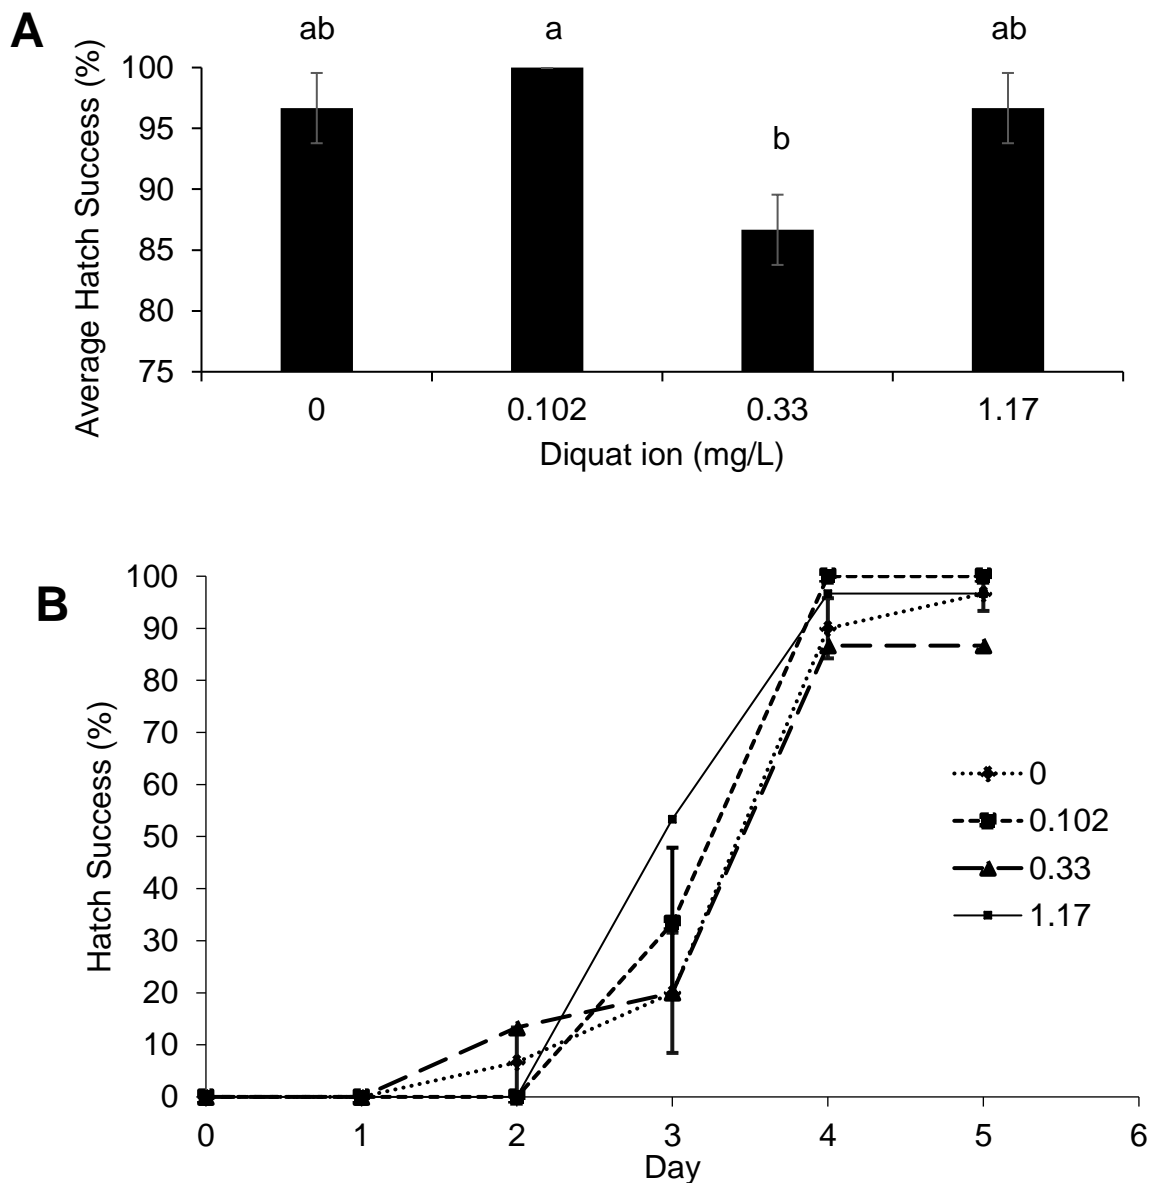 A
ab a ab
b
Average Hatch Success (%)
100
95
90
85
80
75
0 0.102 0.33 1.17
Diquat ion (mg/L)
B
Hatch Success (%)
100
90
80
70
60
50
40
30
20
10
0
0
0.102
0.33
1.17
0 1 2 3 4 5 6
Day